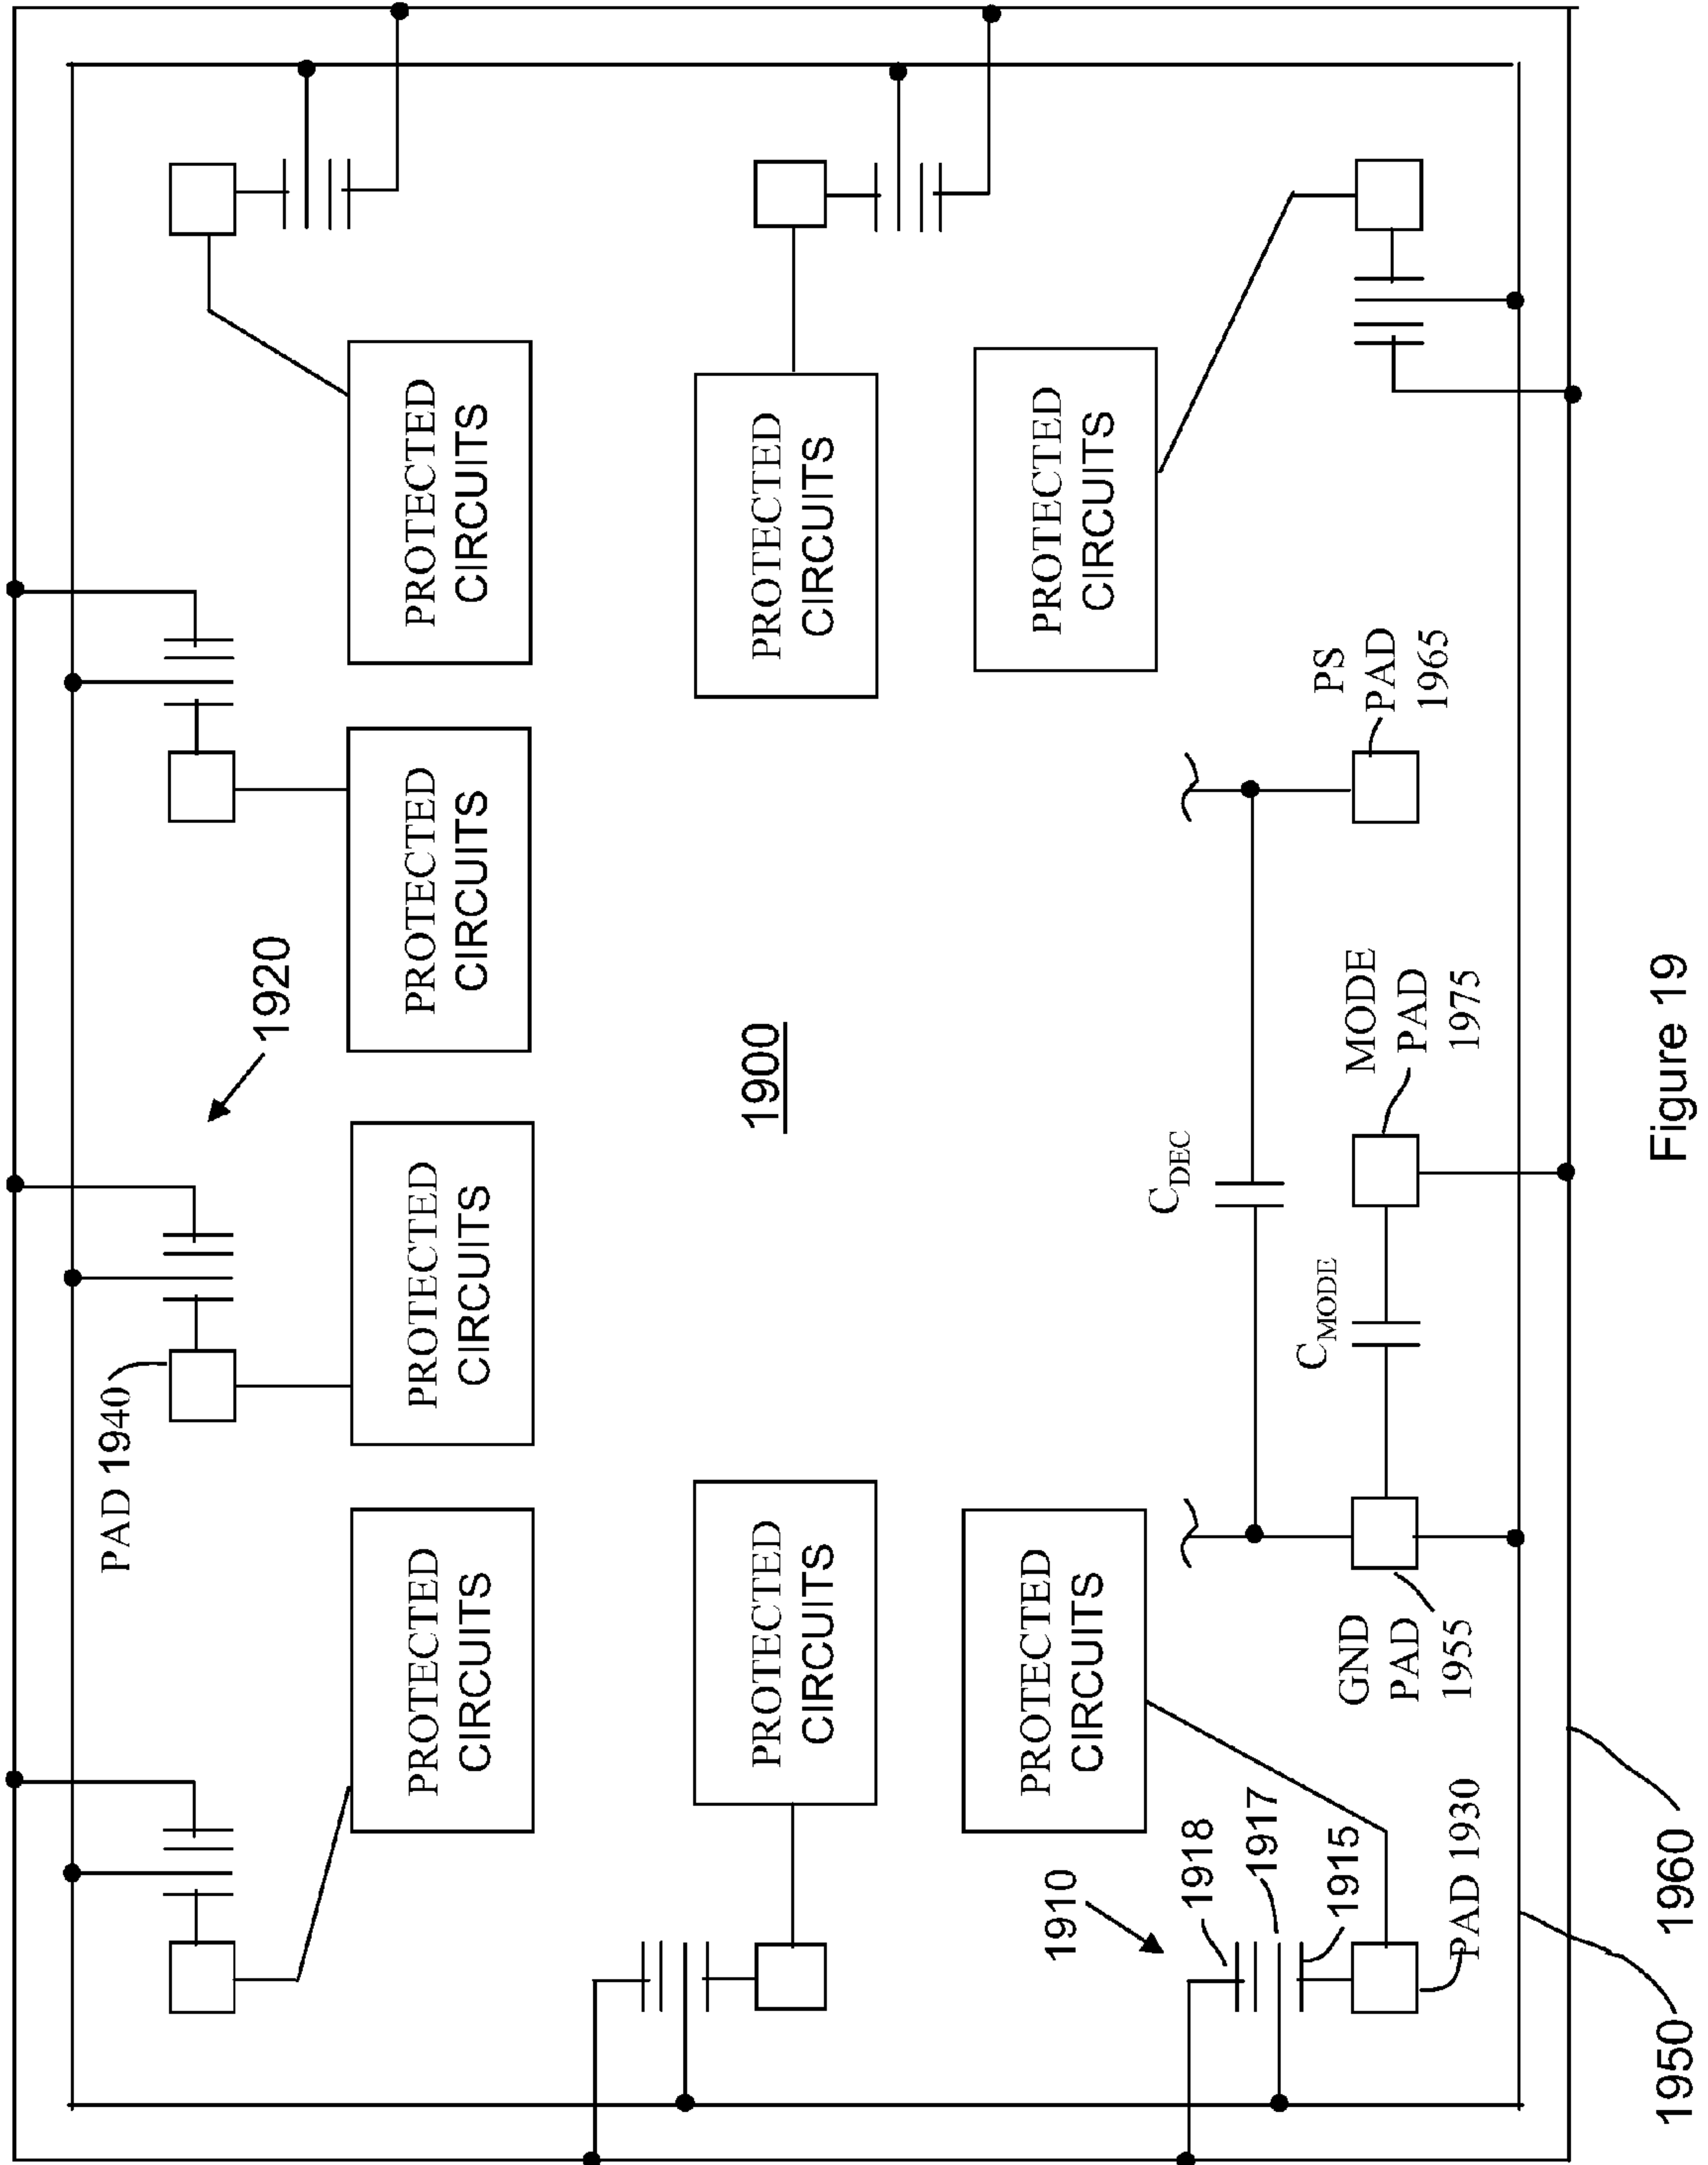 PAD 1940
1920
PROTECTED
CIRCUITS
PROTECTED
CIRCUITS
PROTECTED
CIRCUITS
PROTECTED
CIRCUITS
PROTECTED
CIRCUITS
1900
PROTECTED
CIRCUITS
PROTECTED
CIRCUITS
PROTECTED
CIRCUITS
1910
1918
1917
1915
PAD 1930
C_DEC
C_MODE
GND
PAD
1955
MODE
PAD
1975
PS
PAD
1965
1950
1960
Figure 19